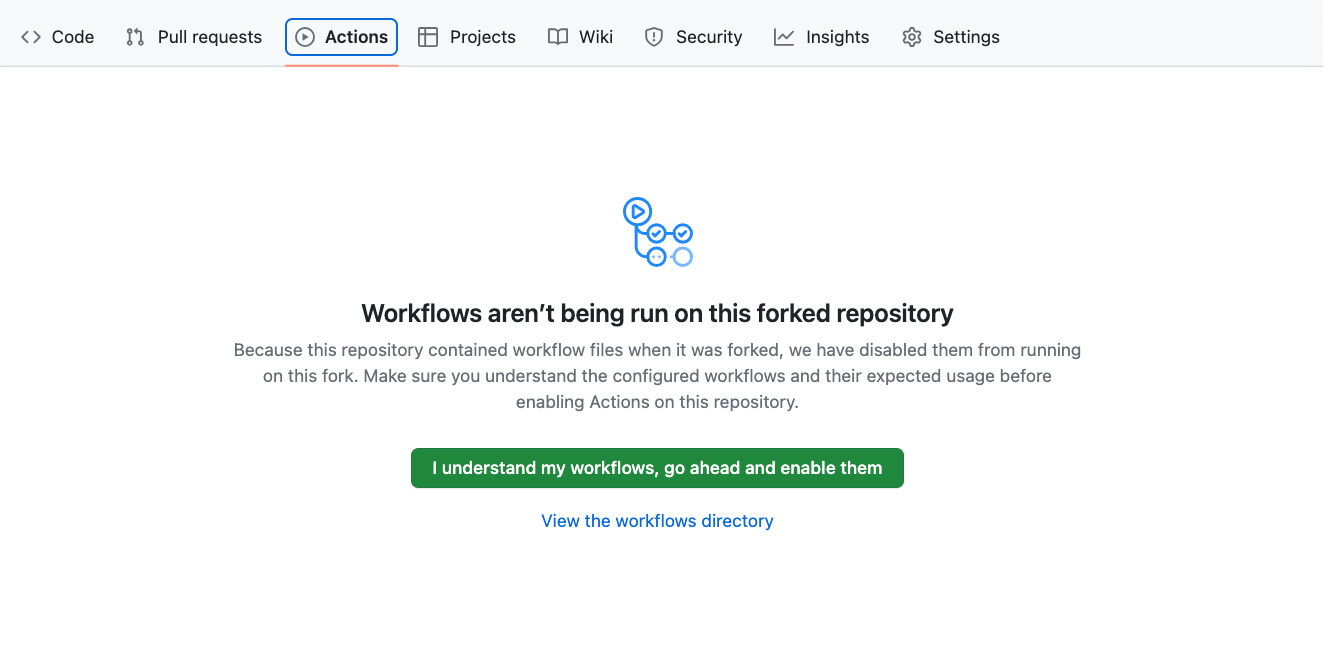 Code Pull requests Actions Projects Wiki Security Insights Settings
Workflows aren’t being run on this forked repository
Because this repository contained workflow files when it was forked, we have disabled them from running
on this fork. Make sure you understand the configured workflows and their expected usage before
enabling Actions on this repository.
I understand my workflows, go ahead and enable them
View the workflows directory